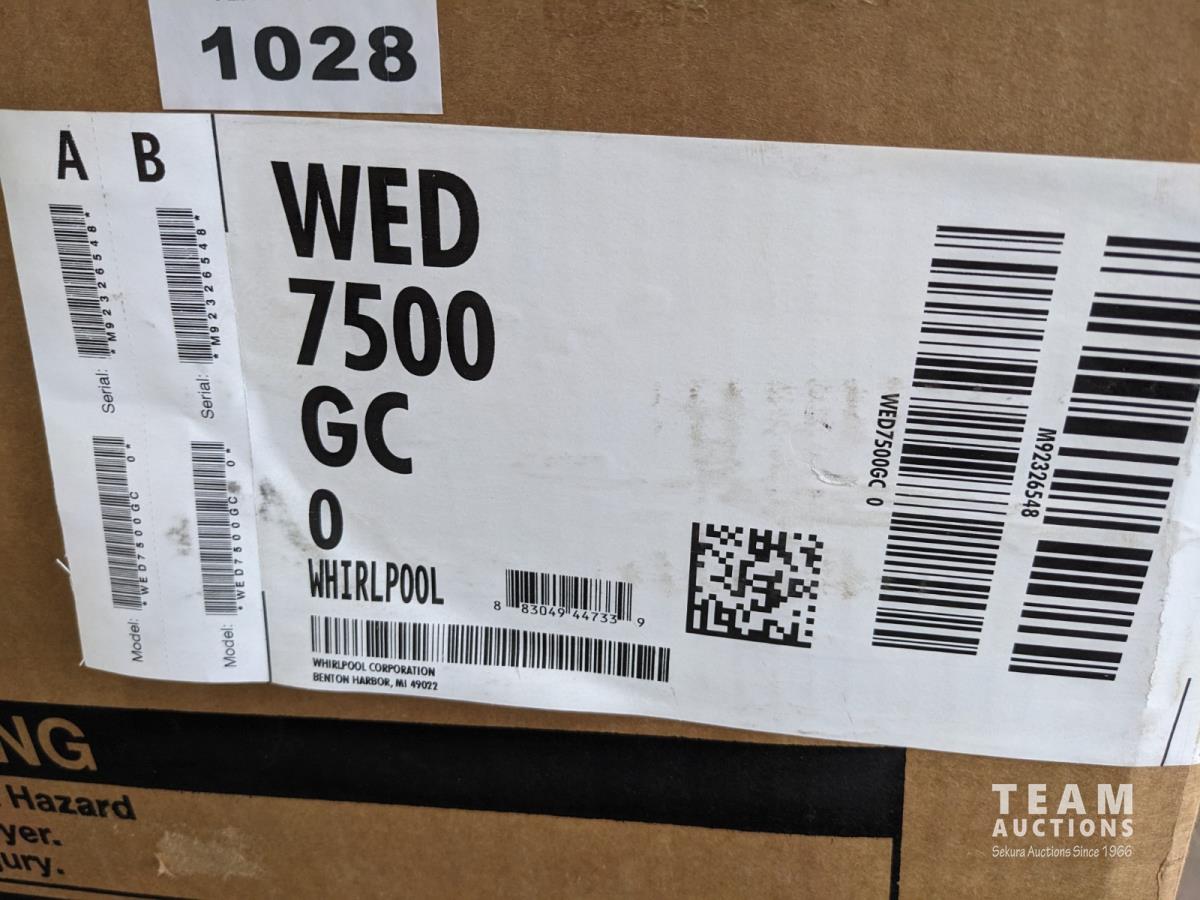 1028
A B
*M92326548*
*M92326548*
Serial:
Serial:
*WED7500GC 0*
*WED7500GC 0*
Model:
Model:
WED
7500
GC
0
WHIRLPOOL
8 83049 44733 9
WHIRLPOOL CORPORATION
BENTON HARBOR, MI 49022
WED7500GC 0
M92326548
NG
Hazard
yer.
jury.
TEAM
AUCTIONS
Sekura Auctions Since 1966